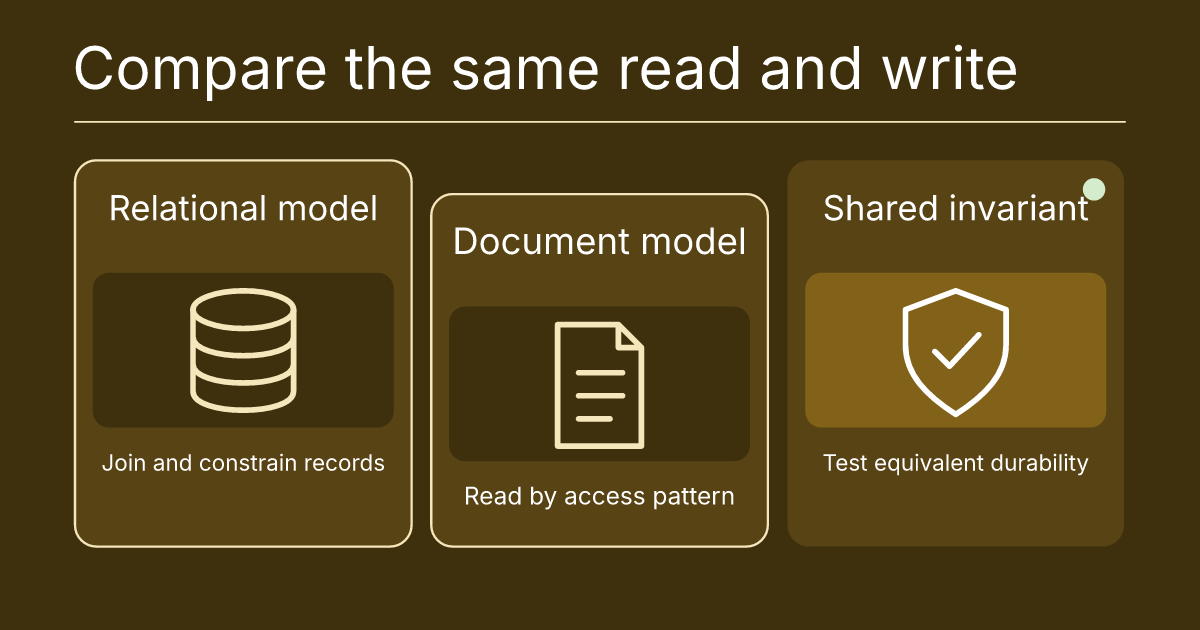 Compare the same read and write
Relational model
Join and constrain records
Document model
Read by access pattern
Shared invariant
Test equivalent durability